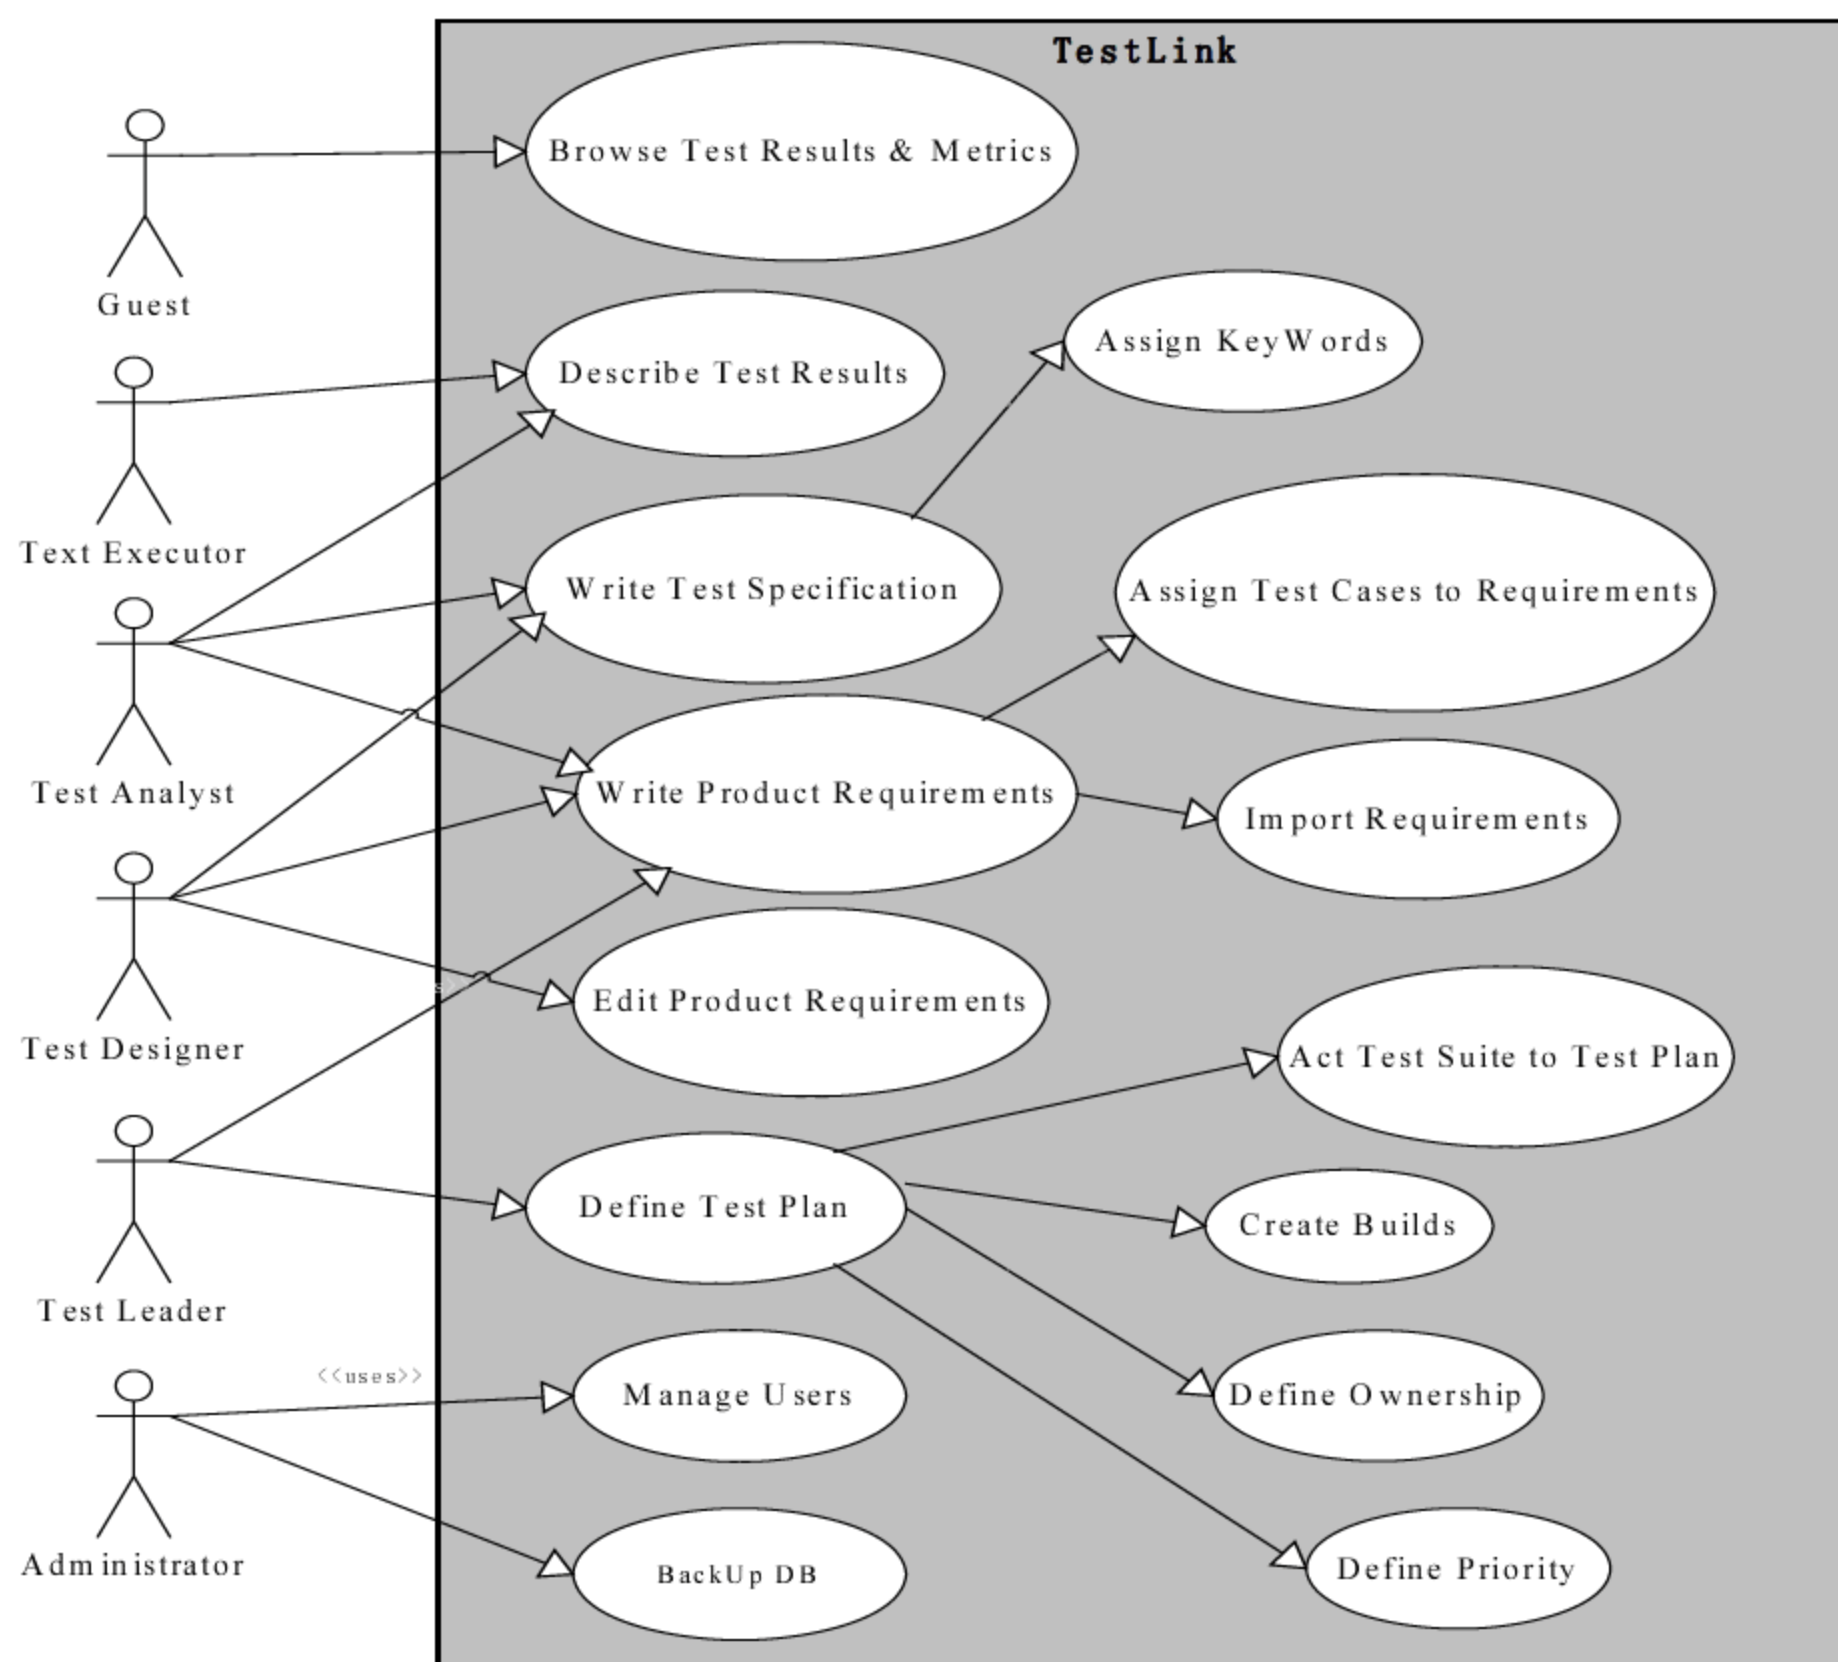 TestLink
Browse Test Results & Metrics
Guest
Assign KeyWords
Describe Test Results
Text Executor
Write Test Specification
Assign Test Cases to Requirements
Test Analyst
Write Product Requirements
Import Requirements
Edit Product Requirements
Test Designer
Act Test Suite to Test Plan
Define Test Plan
Create Builds
Test Leader
<<uses>>
Manage Users
Define Ownership
Administrator
BackUp DB
Define Priority